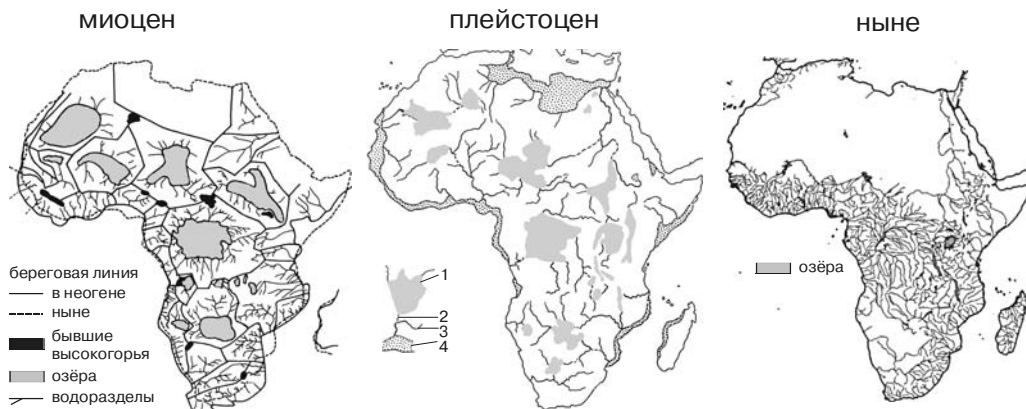 миоцен
плейстоцен
ныне
береговая линия
в неогене
ныне
бывшие
высокогорья
озёра
водоразделы
1
2
3
4
озёра